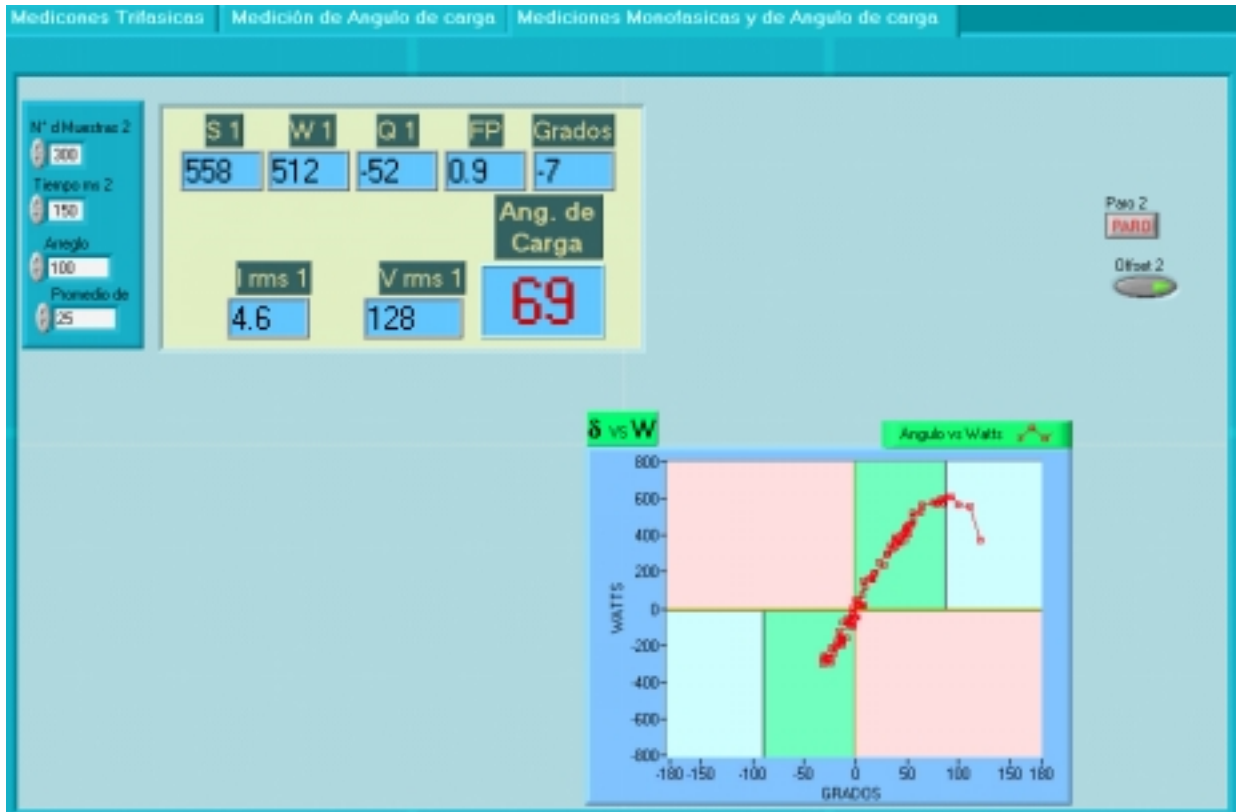 Medicones Trifasicas Medición de Angulo de carga Mediciones Monofasicas y de Angulo de carga
N° d Muestras 2
300
Tiempo ms 2
150
Arreglo
100
Promedio de
25
S 1 W 1 Q 1 FP Grados
558 512 -52 0.9 -7
Ang. de
Carga
I rms 1 V rms 1
4.6 128 69
Paro 2
PARO
Offset 2
δ vs W
Angulo vs Watts
800
600
400
200
0
-200
-400
-600
-800
WATTS
-180 -150 -100 -50 0 50 100 150 180
GRADOS